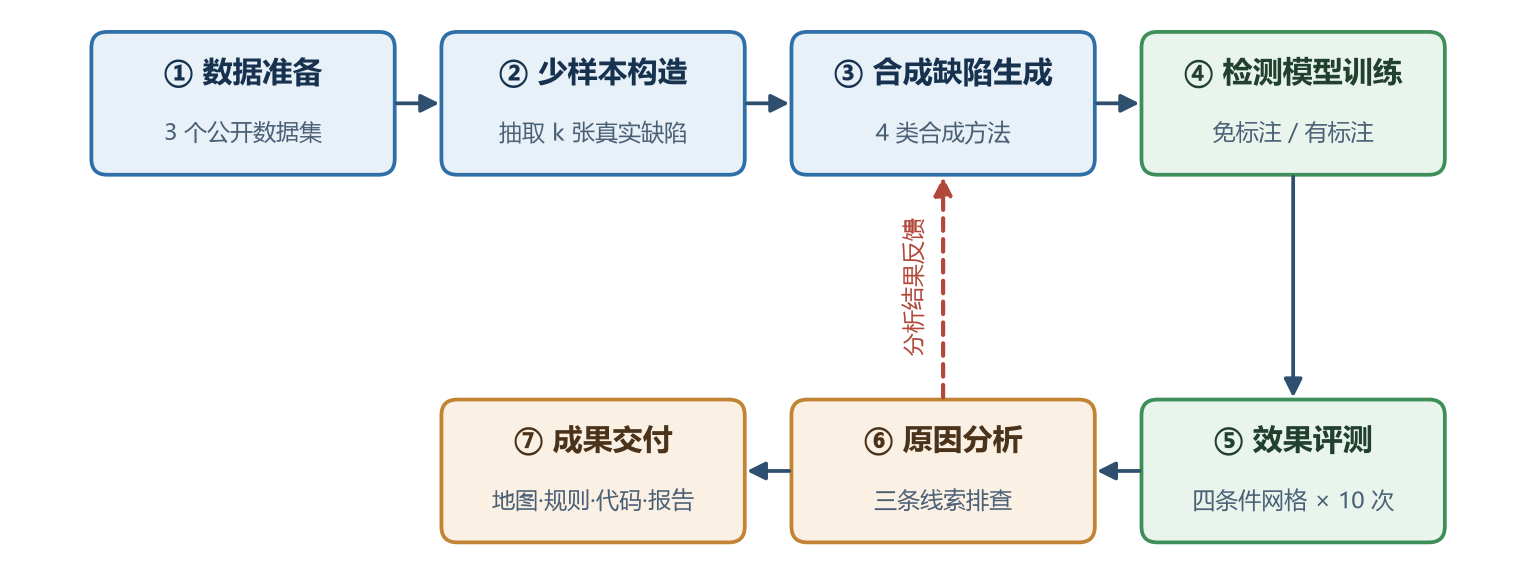 ① 数据准备
3 个公开数据集
② 少样本构造
抽取 k 张真实缺陷
③ 合成缺陷生成
4 类合成方法
④ 检测模型训练
免标注 / 有标注
分析结果反馈
⑤ 效果评测
四条件网格 × 10 次
⑥ 原因分析
三条线索排查
⑦ 成果交付
地图·规则·代码·报告